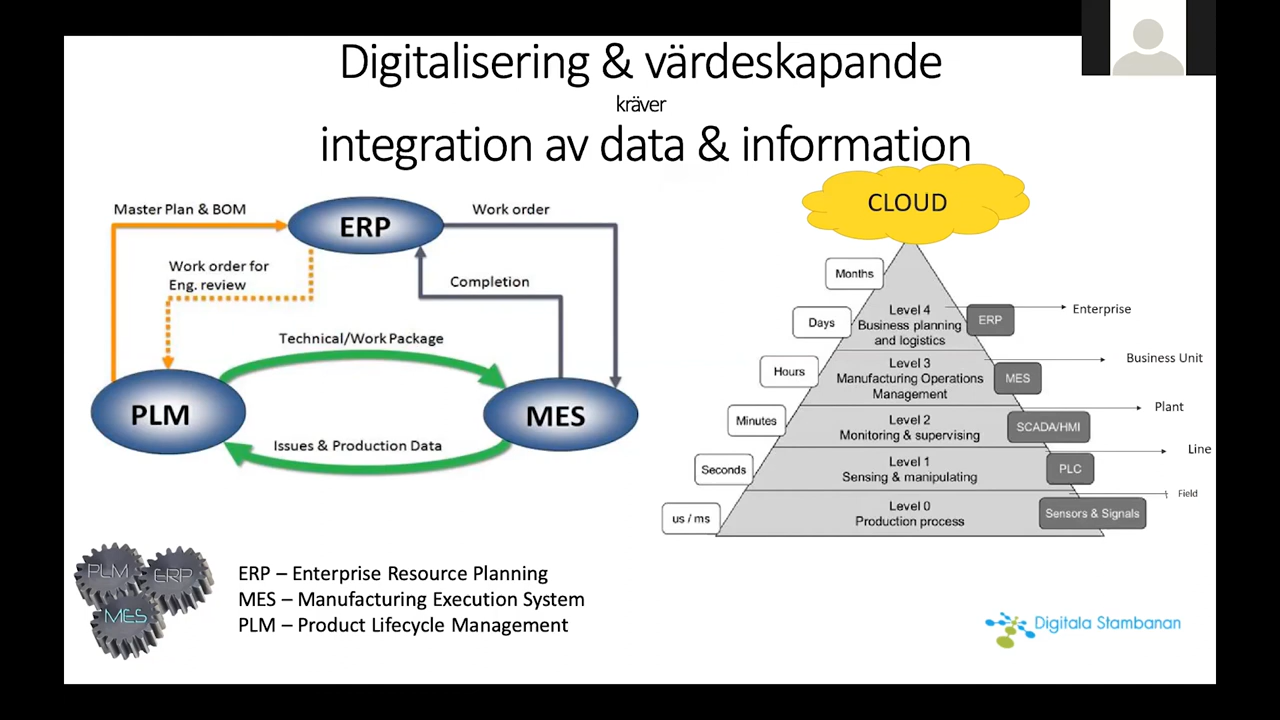 Digitalisering & värdeskapande
kräver
integration av data & information
Master Plan & BOM
ERP
Work order
Work order for
Eng. review
Completion
Technical/Work Package
PLM
MES
Issues & Production Data
CLOUD
Months
Days
Hours
Minutes
Seconds
us / ms
Level 4
Business planning
and logistics
Level 3
Manufacturing Operations
Management
Level 2
Monitoring & supervising
Level 1
Sensing & manipulating
Level 0
Production process
ERP
MES
SCADA/HMI
PLC
Sensors & Signals
Enterprise
Business Unit
Plant
Line
Field
PLM
ERP
MES
ERP – Enterprise Resource Planning
MES – Manufacturing Execution System
PLM – Product Lifecycle Management
Digitala Stambanan